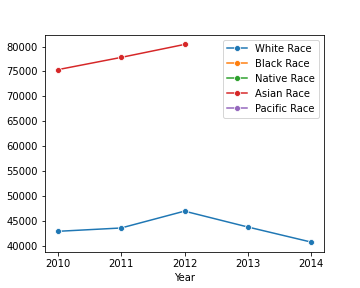 80000
75000
70000
65000
60000
55000
50000
45000
40000
White Race
Black Race
Native Race
Asian Race
Pacific Race
2010 2011 2012 2013 2014
Year